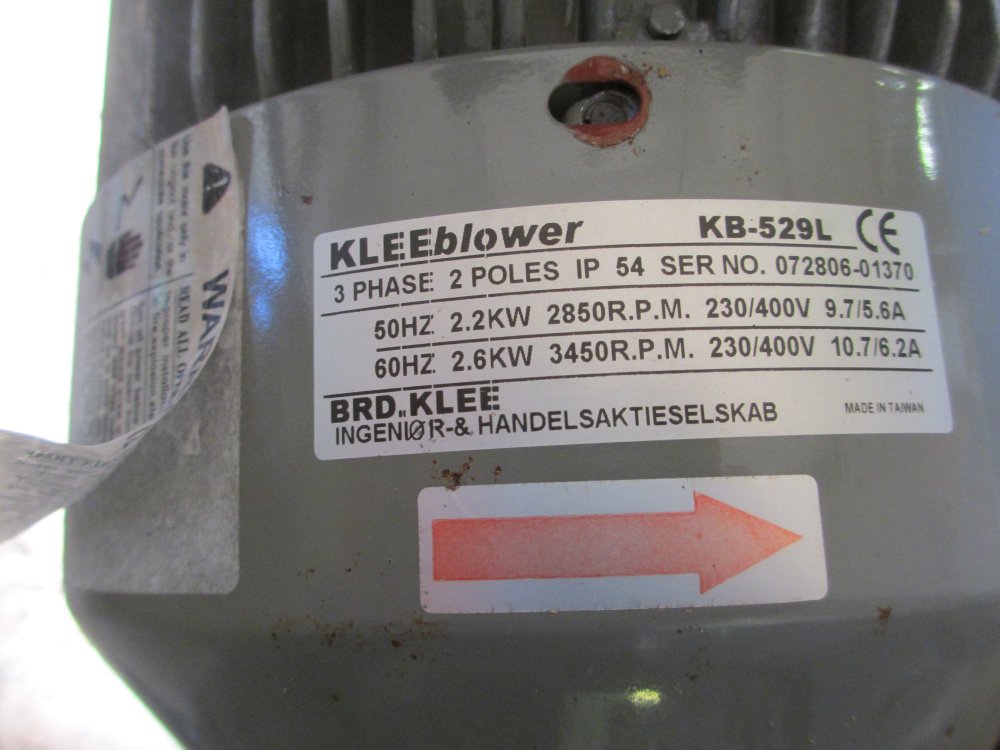 KLEEblower KB-529L CE
3 PHASE 2 POLES IP 54 SER NO. 072806-01370
50HZ 2.2KW 2850R.P.M. 230/400V 9.7/5.6A
60HZ 2.6KW 3450R.P.M. 230/400V 10.7/6.2A
BRD. KLEE
INGENIØR-& HANDELSAKTIESELSKAB MADE IN TAIWAN
WAR
READ ALL